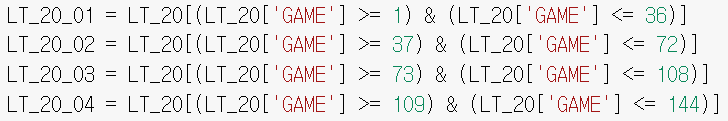 LT_20_01 = LT_20[(LT_20['GAME'] >= 1) & (LT_20['GAME'] <= 36)]
LT_20_02 = LT_20[(LT_20['GAME'] >= 37) & (LT_20['GAME'] <= 72)]
LT_20_03 = LT_20[(LT_20['GAME'] >= 73) & (LT_20['GAME'] <= 108)]
LT_20_04 = LT_20[(LT_20['GAME'] >= 109) & (LT_20['GAME'] <= 144)]